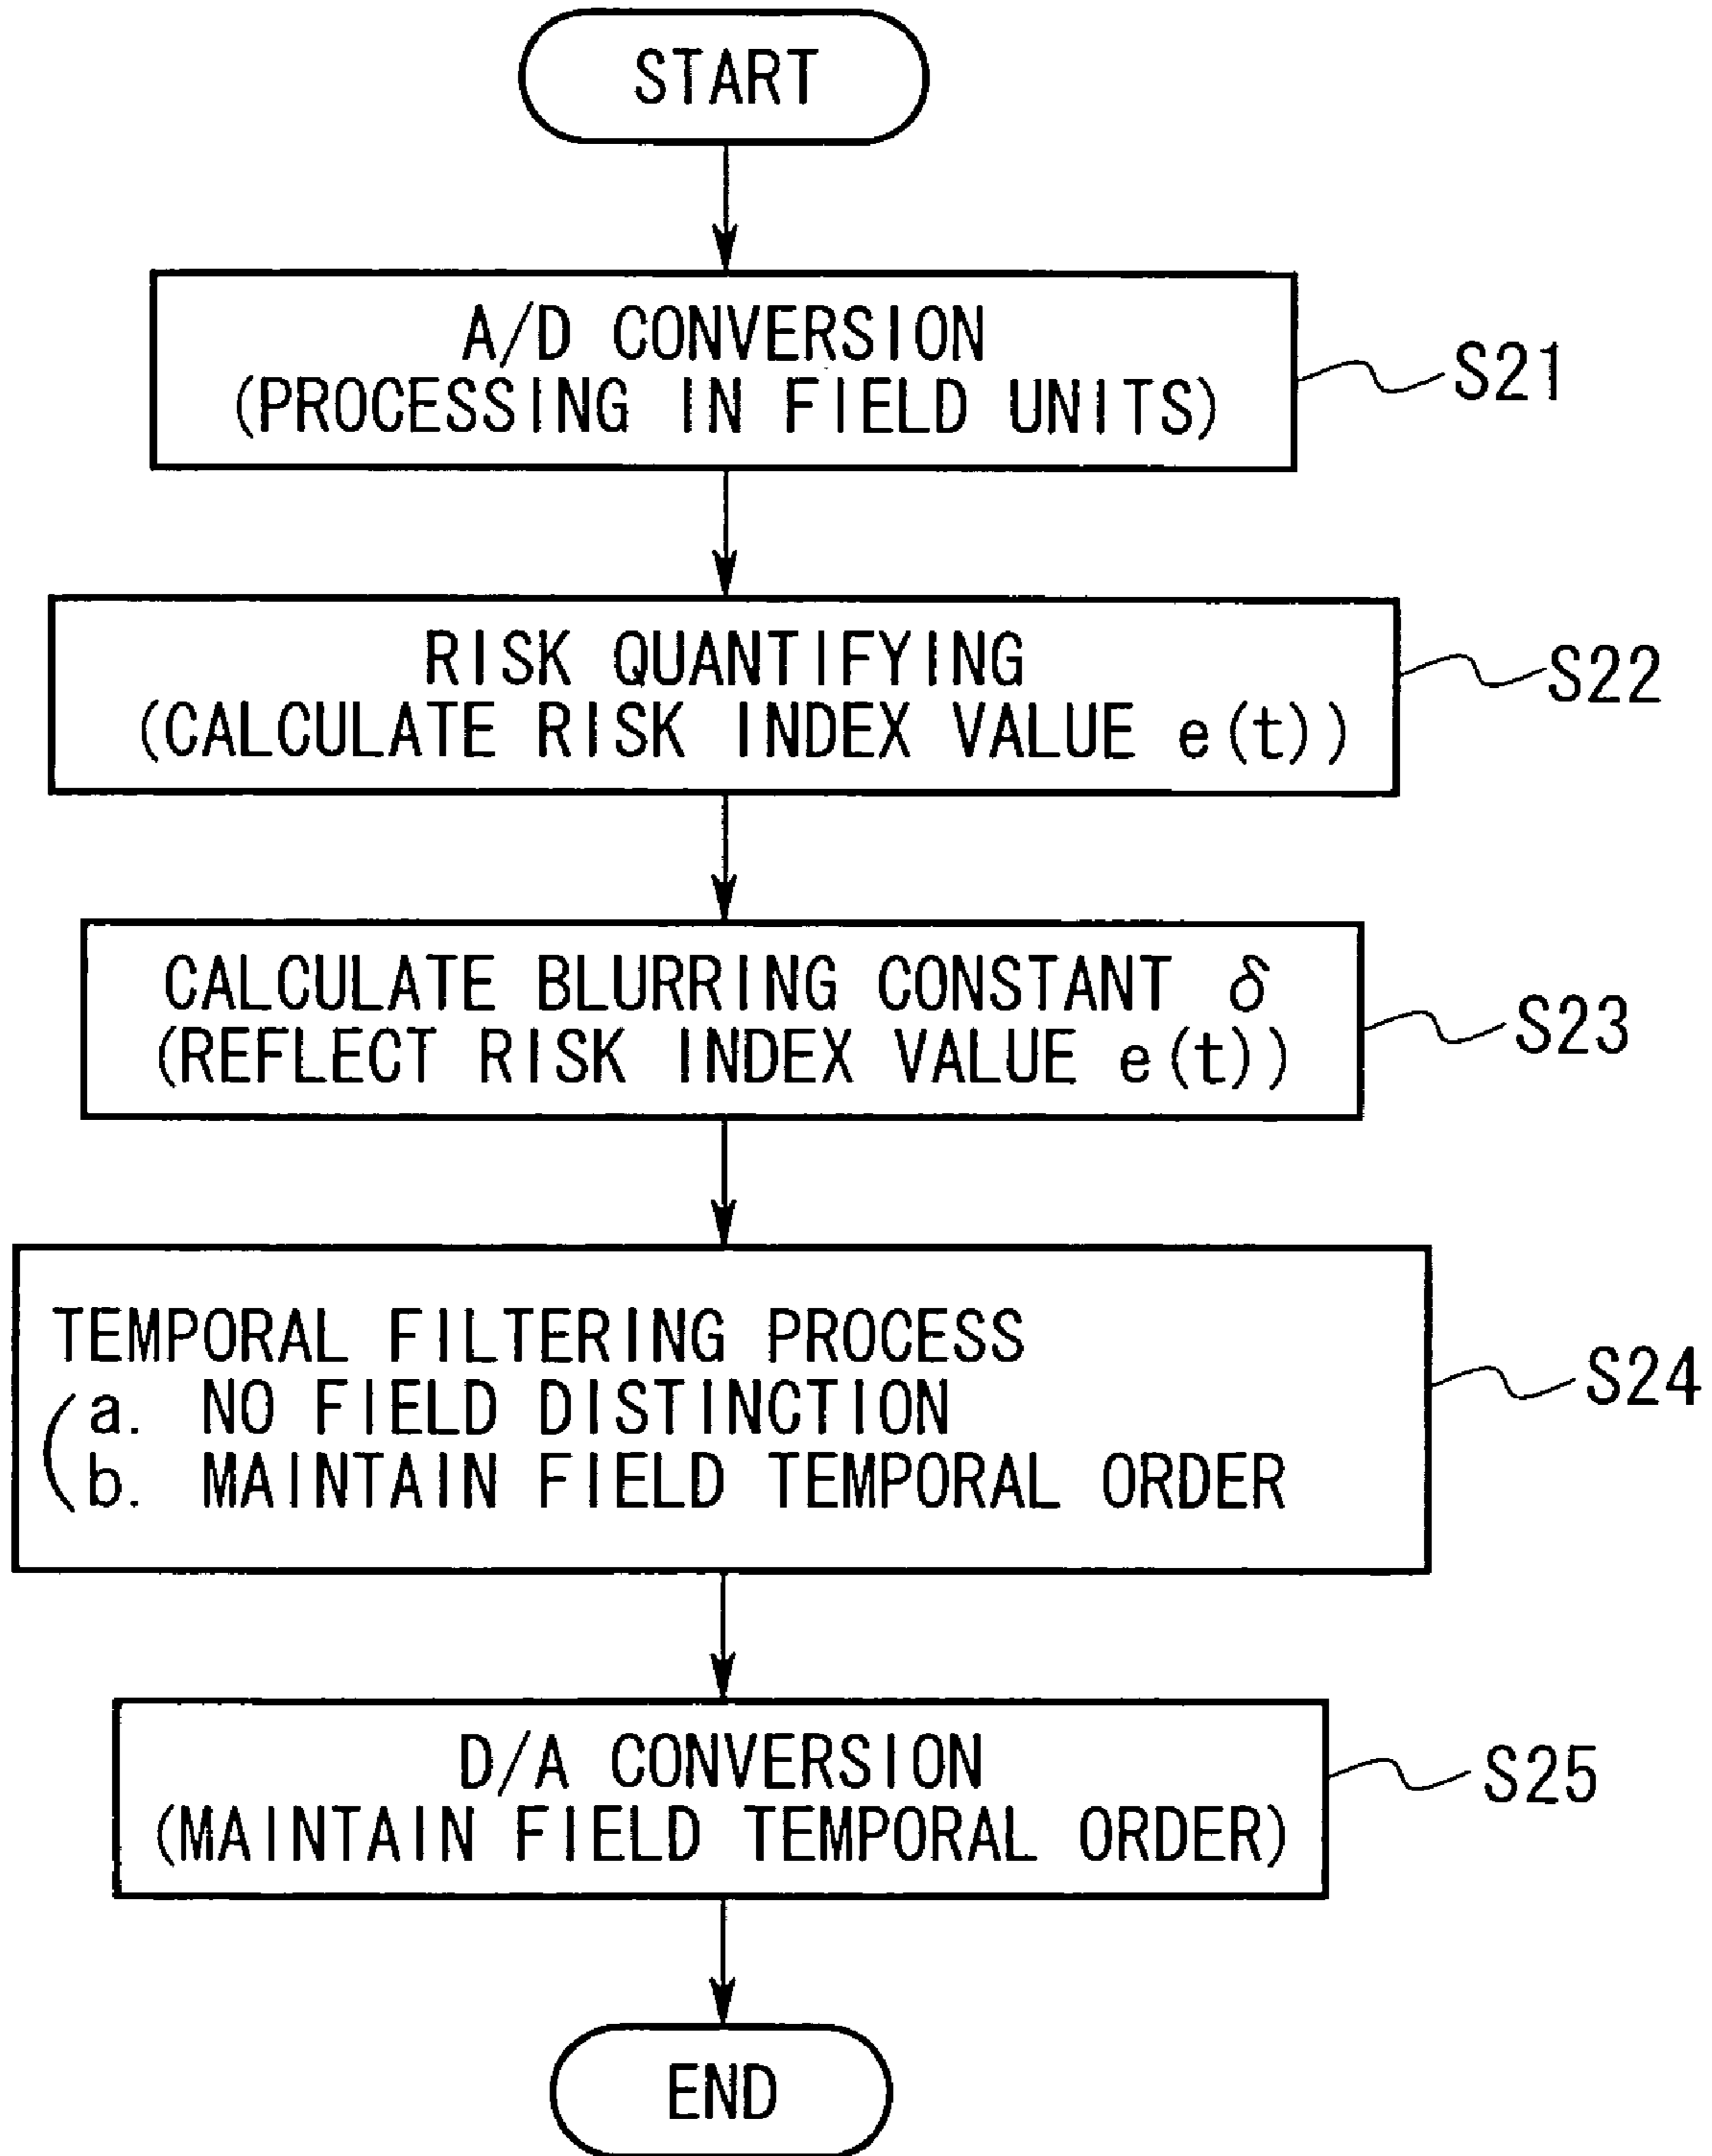 START
A/D CONVERSION
(PROCESSING IN FIELD UNITS)
S21
RISK QUANTIFYING
(CALCULATE RISK INDEX VALUE e(t))
S22
CALCULATE BLURRING CONSTANT δ
(REFLECT RISK INDEX VALUE e(t))
S23
TEMPORAL FILTERING PROCESS
(a. NO FIELD DISTINCTION
b. MAINTAIN FIELD TEMPORAL ORDER
S24
D/A CONVERSION
(MAINTAIN FIELD TEMPORAL ORDER)
S25
END